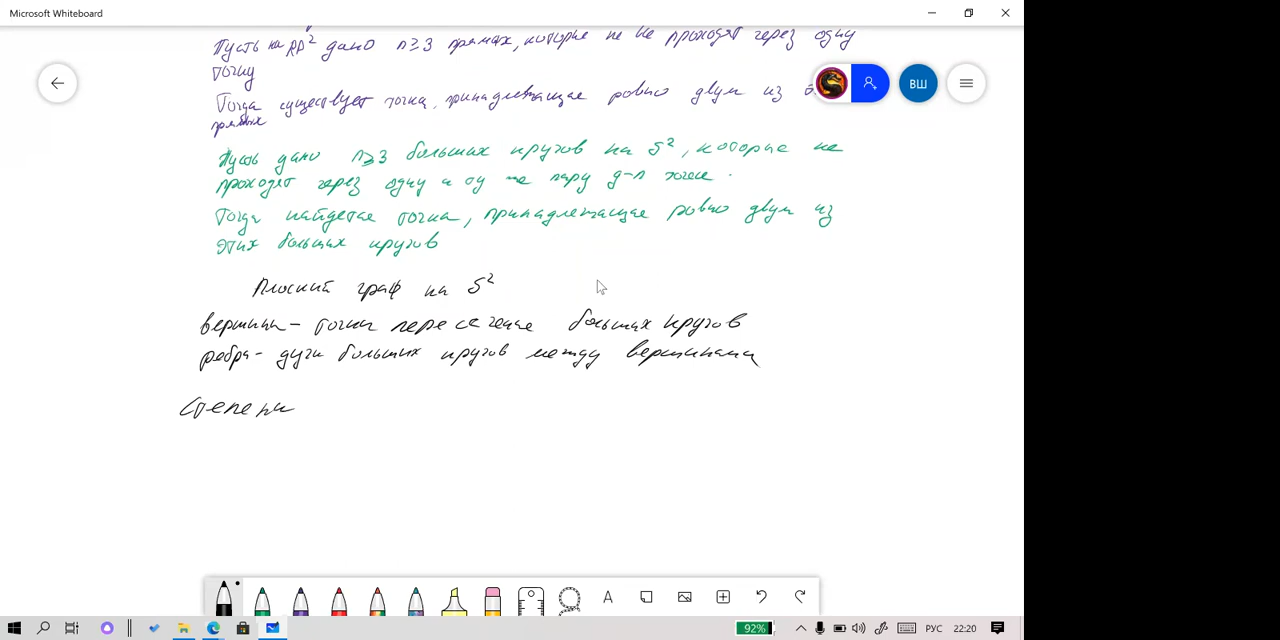 Microsoft Whiteboard
Пусть на RP² дано n≥3 прямых, которые не проходят через одну
точку
Тогда существует точка, принадлежащая ровно двум из
прямых
ВШ
Пусть дано n≥3 больших кругов на S², которые не
проходят через одну и ту же пару д-п точек.
Тогда найдётся точка, принадлежащая ровно двум из
этих больших кругов
Плоский граф на S²
вершины – точки пересечения больших кругов
ребра – дуги больших кругов между вершинами
Степени
A
92%
РУС
22:20